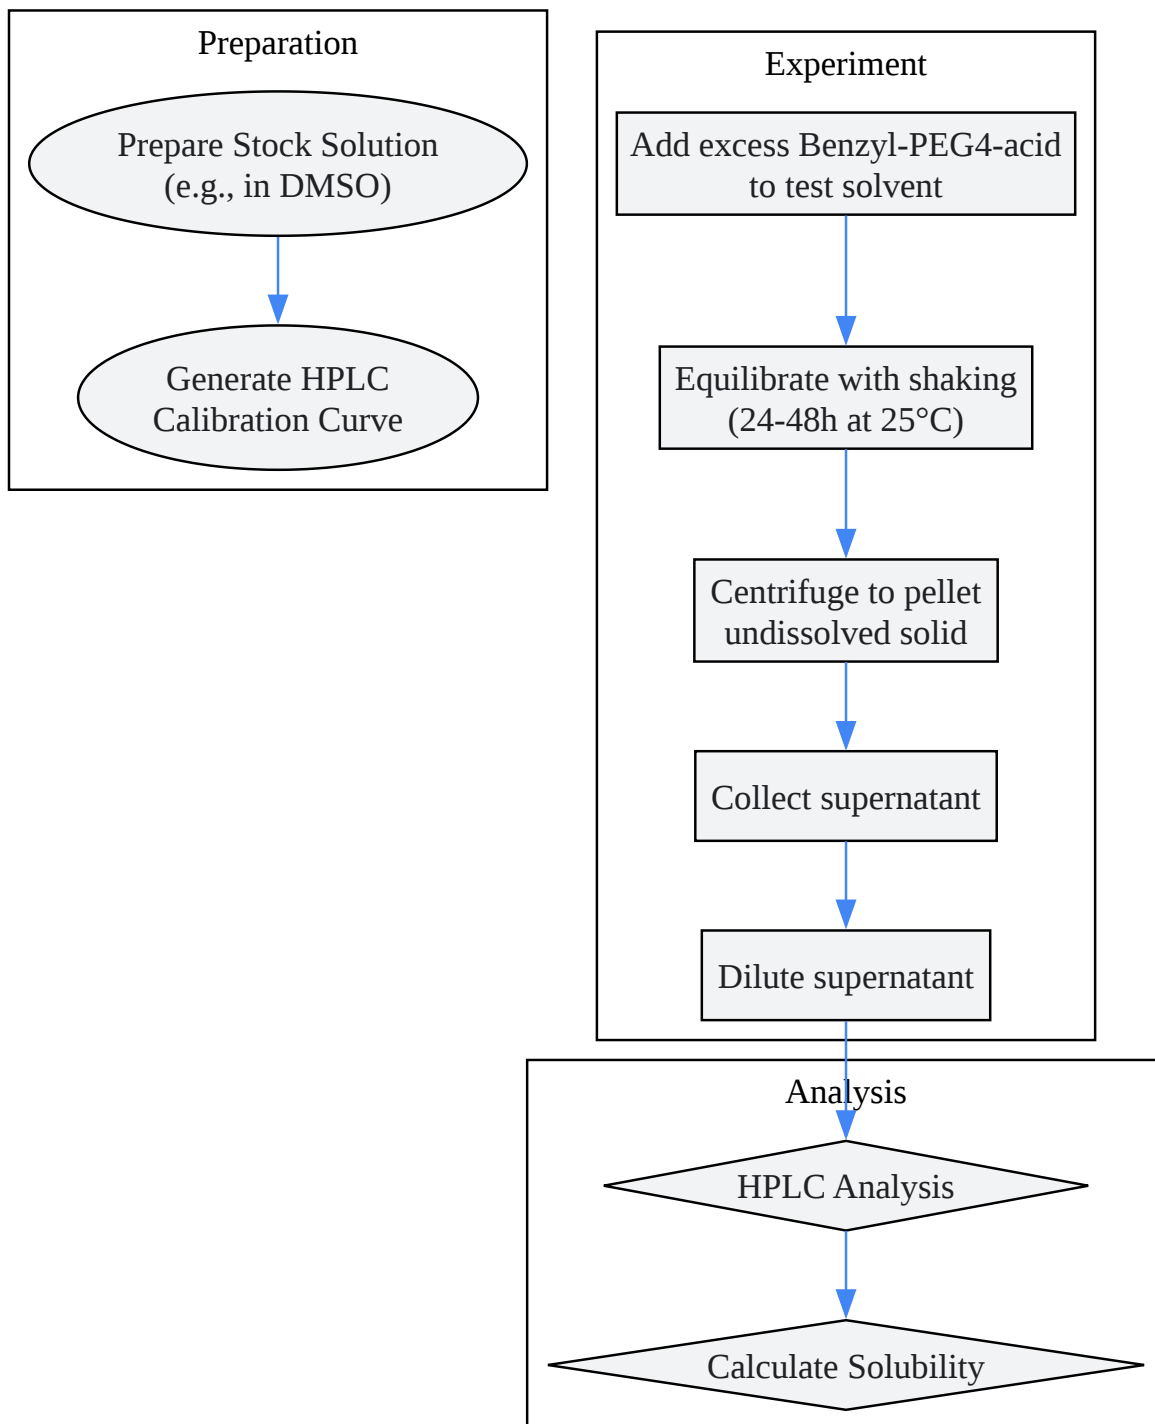 Preparation
Prepare Stock Solution
(e.g., in DMSO)
Generate HPLC
Calibration Curve
Experiment
Add excess Benzyl-PEG4-acid
to test solvent
Equilibrate with shaking
(24-48h at 25°C)
Centrifuge to pellet
undissolved solid
Collect supernatant
Dilute supernatant
Analysis
HPLC Analysis
Calculate Solubility